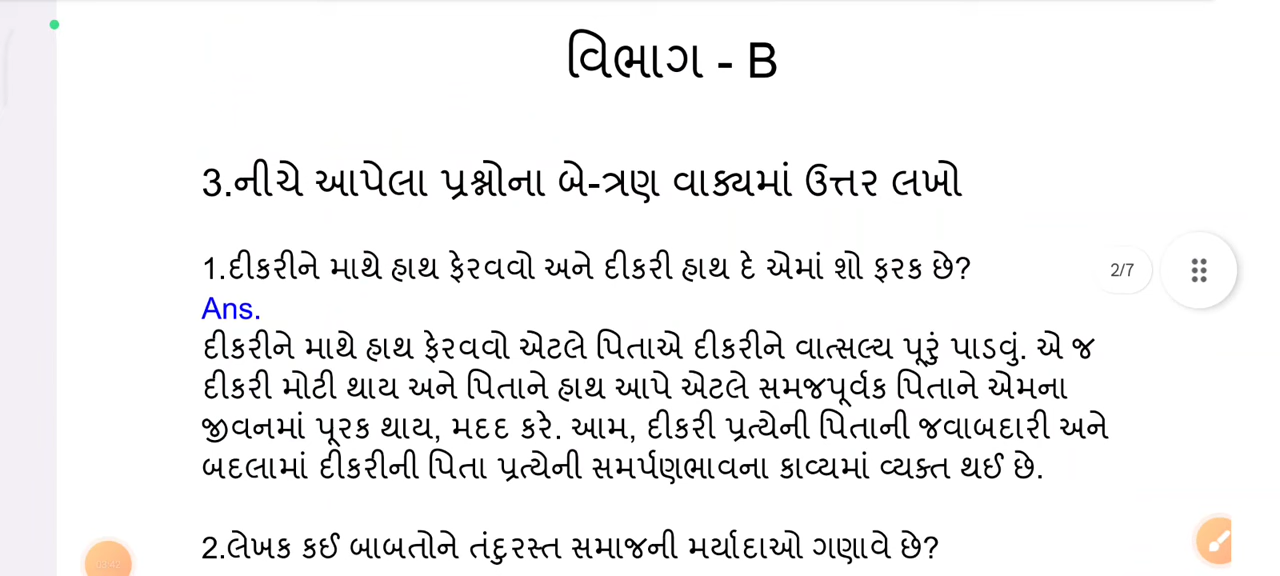 વિભાગ - B
3.નીચે આપેલા પ્રશ્નોના બે-ત્રણ વાક્યમાં ઉત્તર લખો
1.દીકરીને માથે હાથ ફેરવવો અને દીકરી હાથ દે એમાં શો ફરક છે?
2/7
Ans.
દીકરીને માથે હાથ ફેરવવો એટલે પિતાએ દીકરીને વાત્સલ્ય પૂરું પાડવું. એ જ
દીકરી મોટી થાય અને પિતાને હાથ આપે એટલે સમજપૂર્વક પિતાને એમના
જીવનમાં પૂરક થાય, મદદ કરે. આમ, દીકરી પ્રત્યેની પિતાની જવાબદારી અને
બદલામાં દીકરીની પિતા પ્રત્યેની સમર્પણભાવના કાવ્યમાં વ્યક્ત થઈ છે.
2.લેખક કઈ બાબતોને તંદુરસ્ત સમાજની મર્યાદાઓ ગણાવે છે?